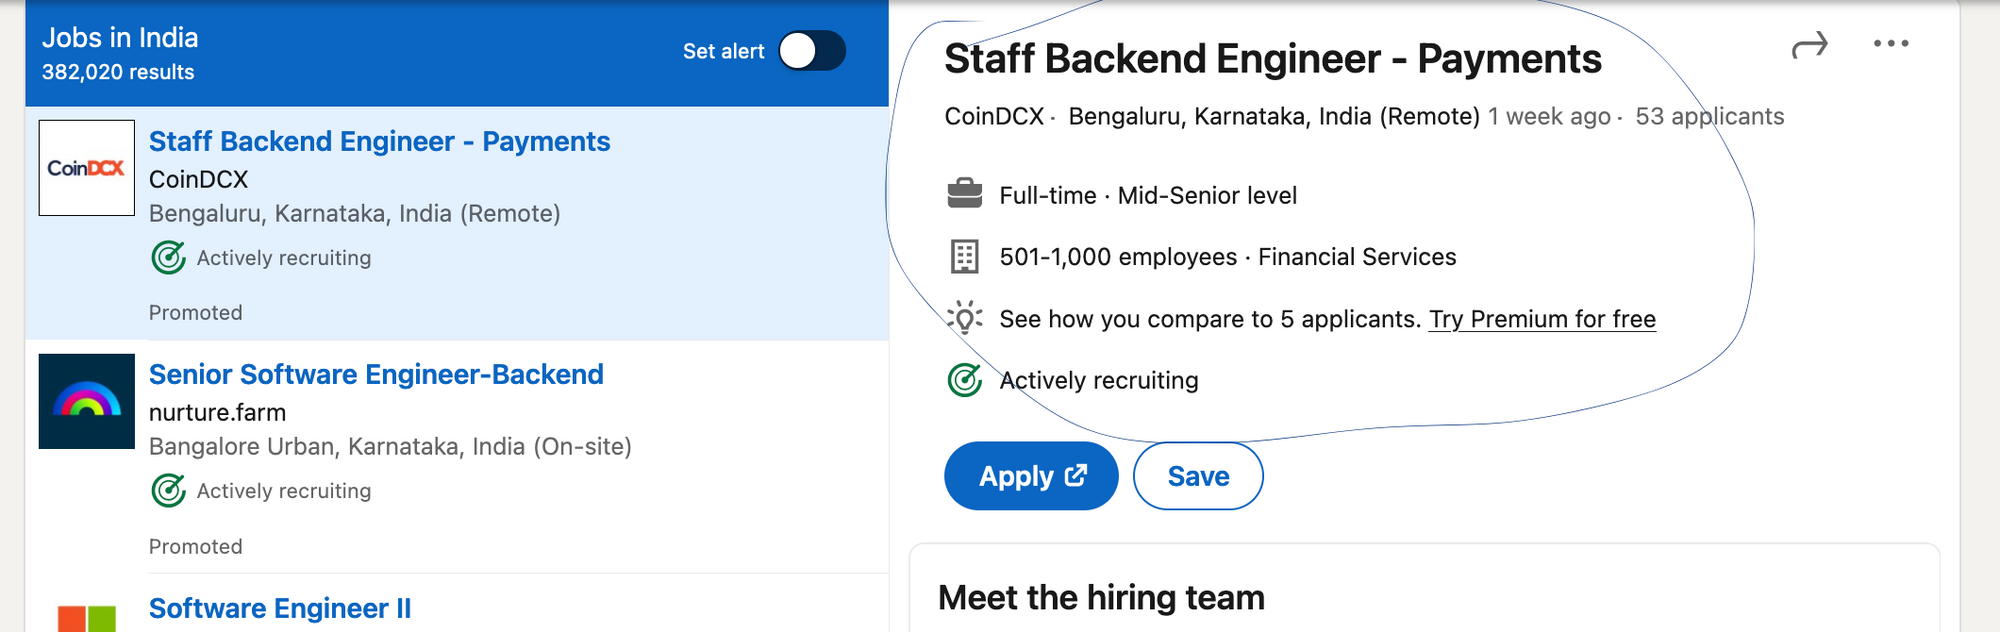 Jobs in India
382,020 results
Set alert
CoinDCX
Staff Backend Engineer - Payments
CoinDCX
Bengaluru, Karnataka, India (Remote)
Actively recruiting
Promoted
Senior Software Engineer-Backend
nurture.farm
Bangalore Urban, Karnataka, India (On-site)
Actively recruiting
Promoted
Software Engineer II
Staff Backend Engineer - Payments
CoinDCX · Bengaluru, Karnataka, India (Remote) 1 week ago · 53 applicants
Full-time · Mid-Senior level
501-1,000 employees · Financial Services
See how you compare to 5 applicants. Try Premium for free
Actively recruiting
Apply
Save
Meet the hiring team